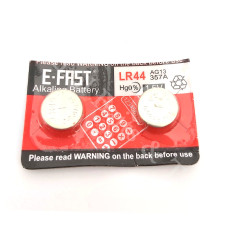 E-FAST
Alkaline Battery
LR44
AG13
357A
Hg0%
Please read WARNING on the back before use